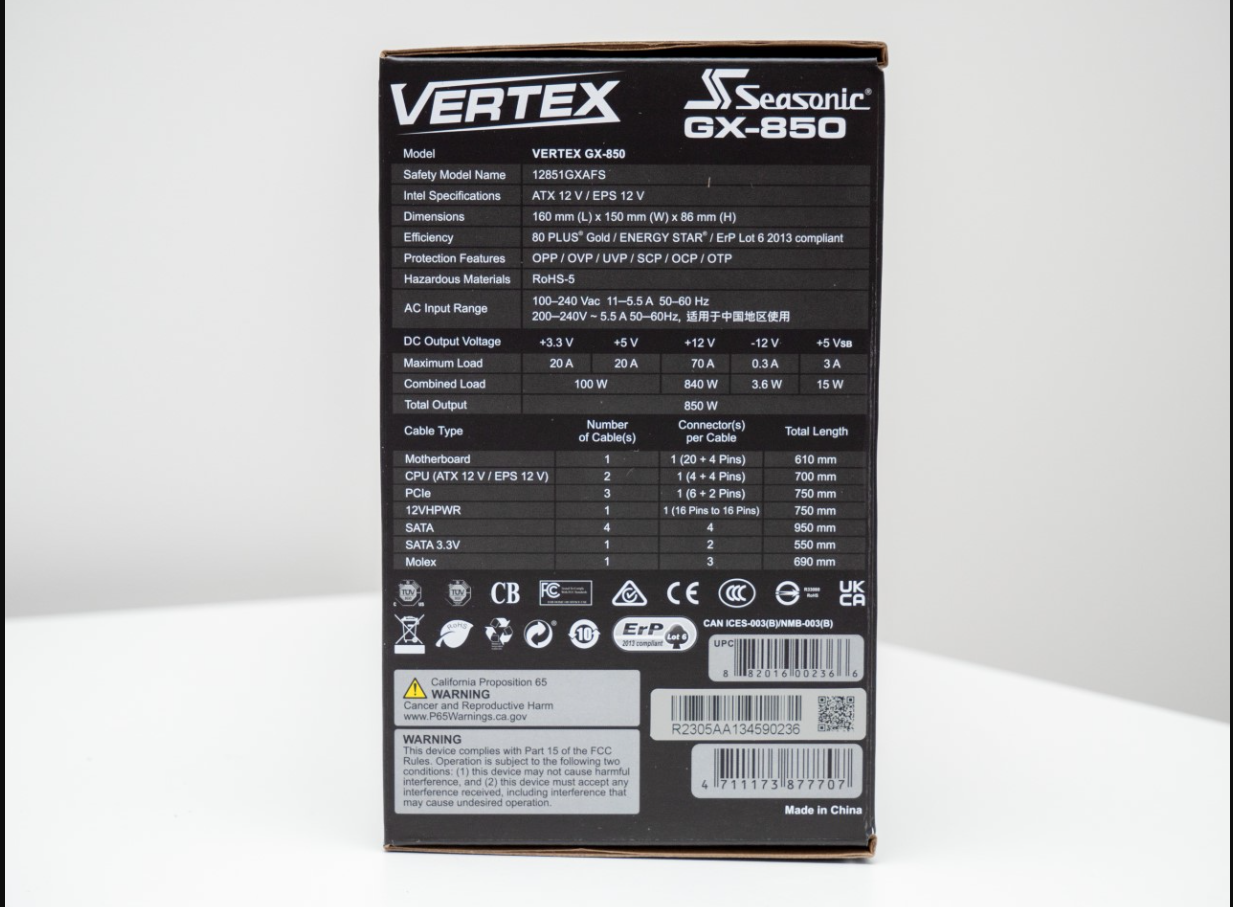 VERTEX
Seasonic®
GX-850
Model VERTEX GX-850
Safety Model Name 12851GXAFS
Intel Specifications ATX 12 V / EPS 12 V
Dimensions 160 mm (L) x 150 mm (W) x 86 mm (H)
Efficiency 80 PLUS® Gold / ENERGY STAR® / ErP Lot 6 2013 compliant
Protection Features OPP / OVP / UVP / SCP / OCP / OTP
Hazardous Materials RoHS-5
AC Input Range 100–240 Vac 11–5.5 A 50–60 Hz
200–240V ~ 5.5 A 50–60Hz, 适用于中国地区使用
DC Output Voltage +3.3 V +5 V +12 V -12 V +5 VSB
Maximum Load 20 A 20 A 70 A 0.3 A 3 A
Combined Load 100 W 840 W 3.6 W 15 W
Total Output 850 W
Cable Type Number of Cable(s) Connector(s) per Cable Total Length
Motherboard 1 1 (20 + 4 Pins) 610 mm
CPU (ATX 12 V / EPS 12 V) 2 1 (4 + 4 Pins) 700 mm
PCIe 3 1 (6 + 2 Pins) 750 mm
12VHPWR 1 1 (16 Pins to 16 Pins) 750 mm
SATA 4 4 950 mm
SATA 3.3V 1 2 550 mm
Molex 1 3 690 mm
TÜV TÜV CB FC CE CCC RoHS UK CA
RoHS 10 ErP Lot 6 2013 compliant
CAN ICES-003(B)/NMB-003(B)
UPC
8 82016 00236 6
California Proposition 65
WARNING
Cancer and Reproductive Harm
www.P65Warnings.ca.gov
R2305AA134590236
WARNING
This device complies with Part 15 of the FCC
Rules. Operation is subject to the following two
conditions: (1) this device may not cause harmful
interference, and (2) this device must accept any
interference received, including interference that
may cause undesired operation.
4 711173 877707
Made in China